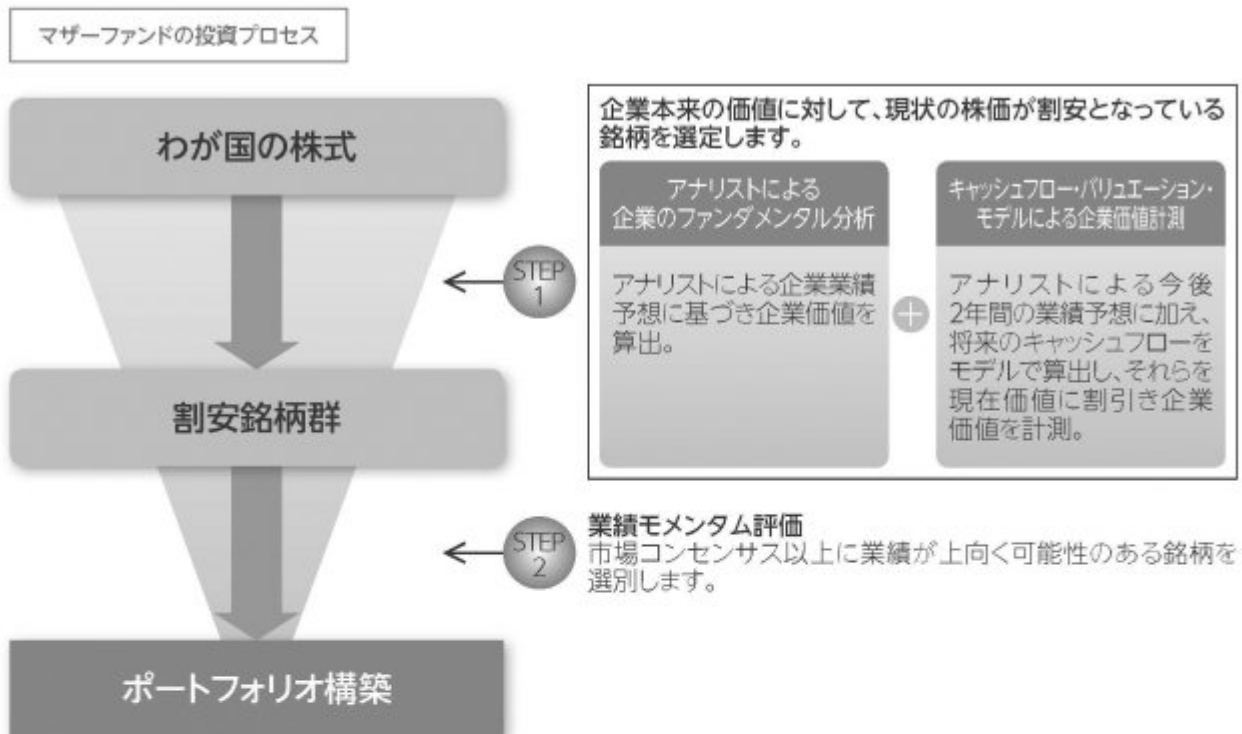 マザーファンドの投資プロセス
わが国の株式
STEP
1
企業本来の価値に対して、現状の株価が割安となっている
銘柄を選定します。
アナリストによる
企業のファンダメンタル分析
アナリストによる企業業績
予想に基づき企業価値を
算出。
+
キャッシュフロー・バリュエーション・
モデルによる企業価値計測
アナリストによる今後
2年間の業績予想に加え、
将来のキャッシュフローを
モデルで算出し、それらを
現在価値に割引き企業
価値を計測。
割安銘柄群
STEP
2
業績モメンタム評価
市場コンセンサス以上に業績が上向く可能性のある銘柄を
選別します。
ポートフォリオ構築